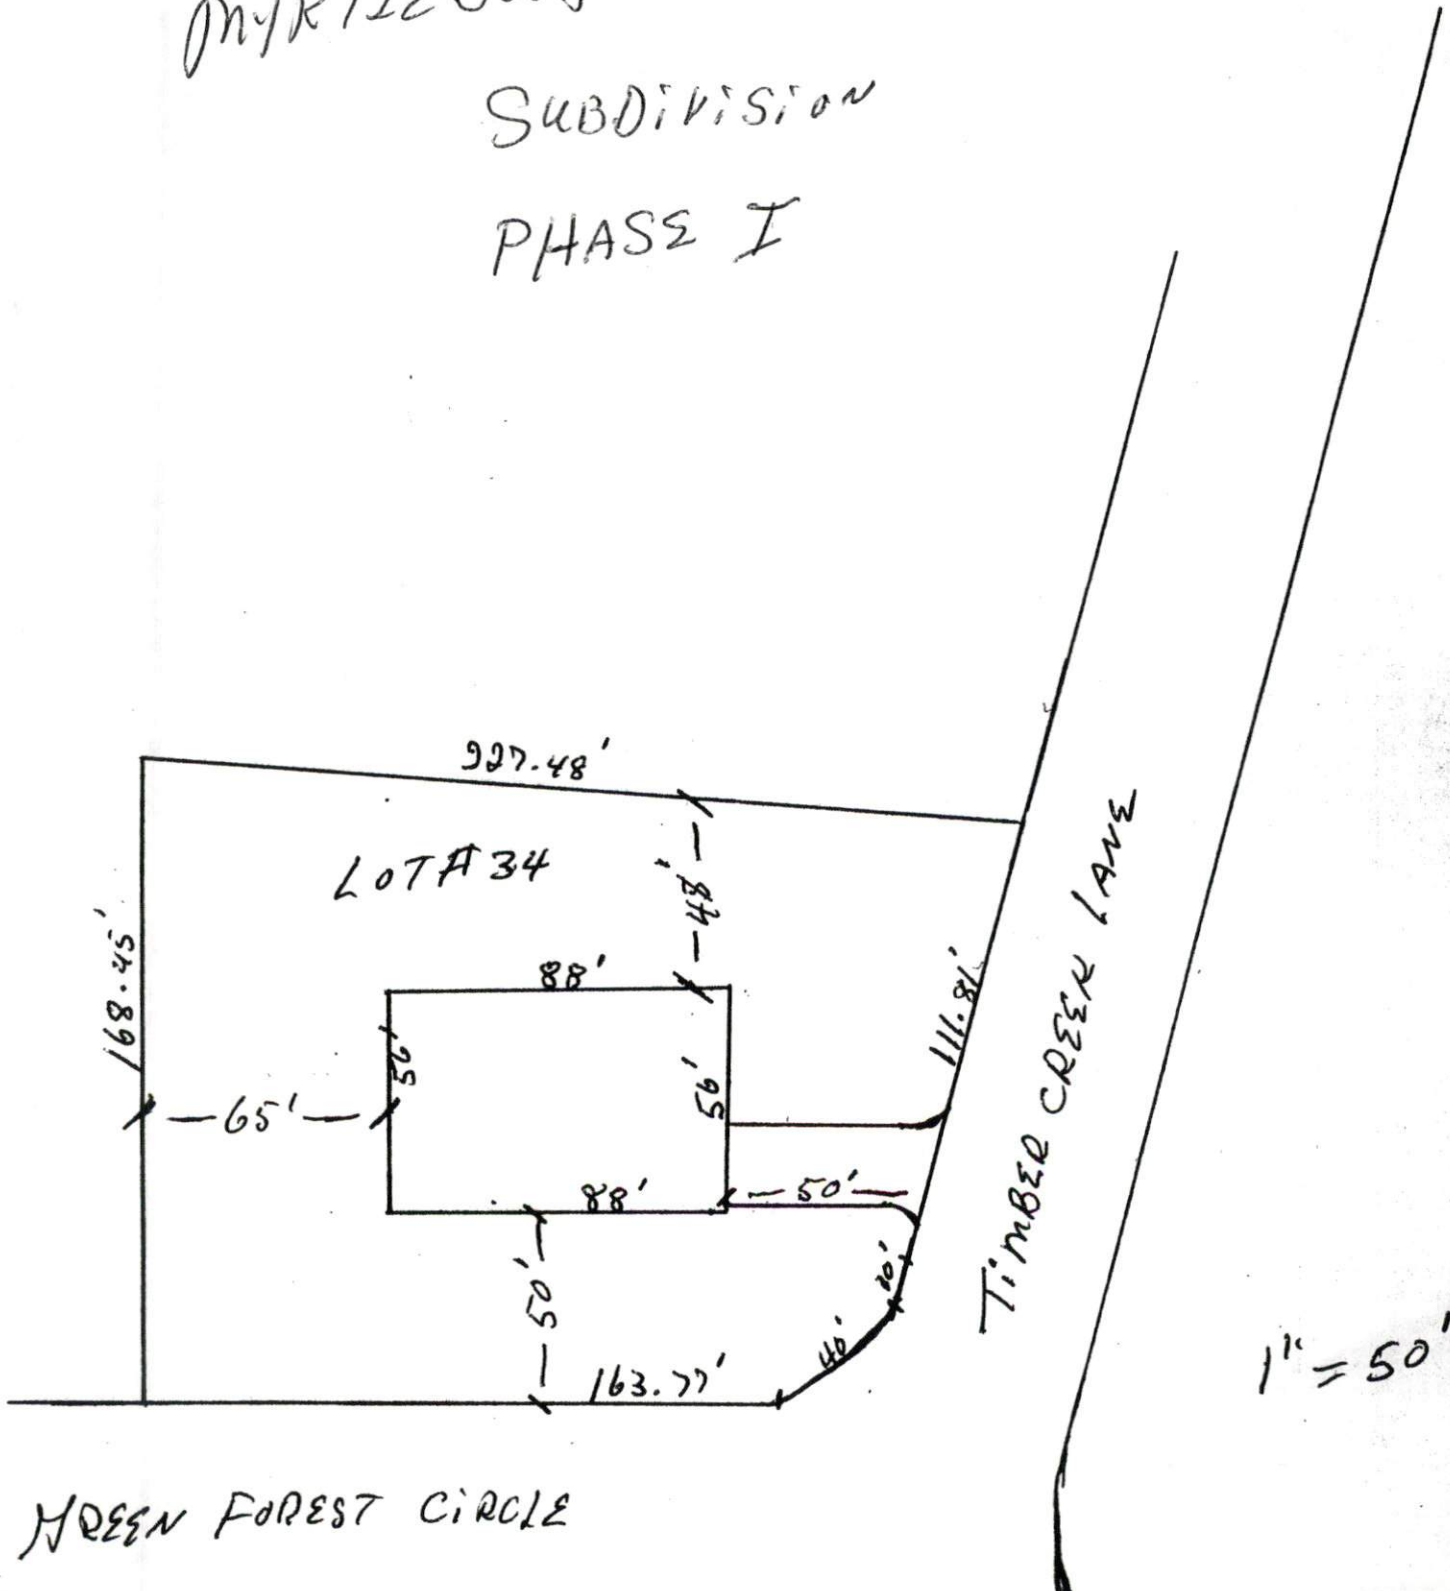 SUBDIVISION
PHASE I
227.48'
LOT # 34
48'
168.45'
88'
56'
56'
111.81'
65'
50'
88'
50'
20'
40'
163.77'
TIMBER CREEK LANE
1" = 50'
GREEN FOREST CIRCLE